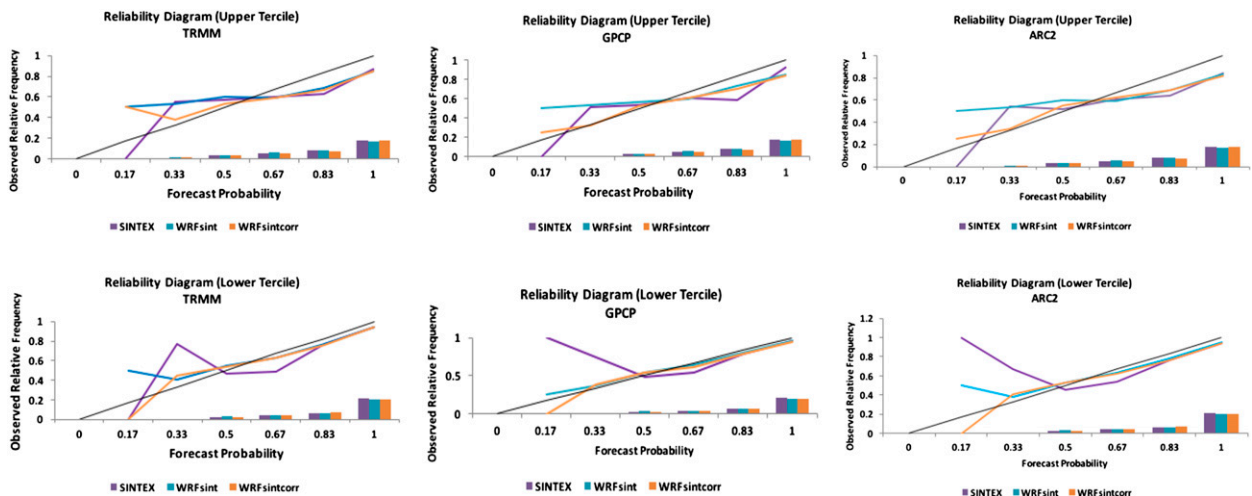 Reliability Diagram (Upper Tercile)
TRMM
Observed Relative Frequency
1
0.8
0.6
0.4
0.2
0
0 0.17 0.33 0.5 0.67 0.83 1
Forecast Probability
SINTEX WRFsint WRFsintcorr
Reliability Diagram (Upper Tercile)
GPCP
Observed Relative Frequency
1
0.8
0.6
0.4
0.2
0
0 0.17 0.33 0.5 0.67 0.83 1
Forecast Probability
SINTEX WRFsint WRFsintcorr
Reliability Diagram (Upper Tercile)
ARC2
Observed Relative Frequency
1
0.8
0.6
0.4
0.2
0
0 0.17 0.33 0.5 0.67 0.83 1
Forecast Probability
SINTEX WRFsint WRFsintcorr
Reliability Diagram (Lower Tercile)
TRMM
Observed Relative Frequency
1
0.8
0.6
0.4
0.2
0
0 0.17 0.33 0.5 0.67 0.83 1
Forecast Probability
SINTEX WRFsint WRFsintcorr
Reliability Diagram (Lower Tercile)
GPCP
Observed Relative Frequency
1
0.5
0
0 0.17 0.33 0.5 0.67 0.83 1
Forecast Probability
SINTEX WRFsint WRFsintcorr
Reliability Diagram (Lower Tercile)
ARC2
Observed Relative Frequency
1.2
1
0.8
0.6
0.4
0.2
0
0 0.17 0.33 0.5 0.67 0.83 1
Forecast Probability
SINTEX WRFsint WRFsintcorr